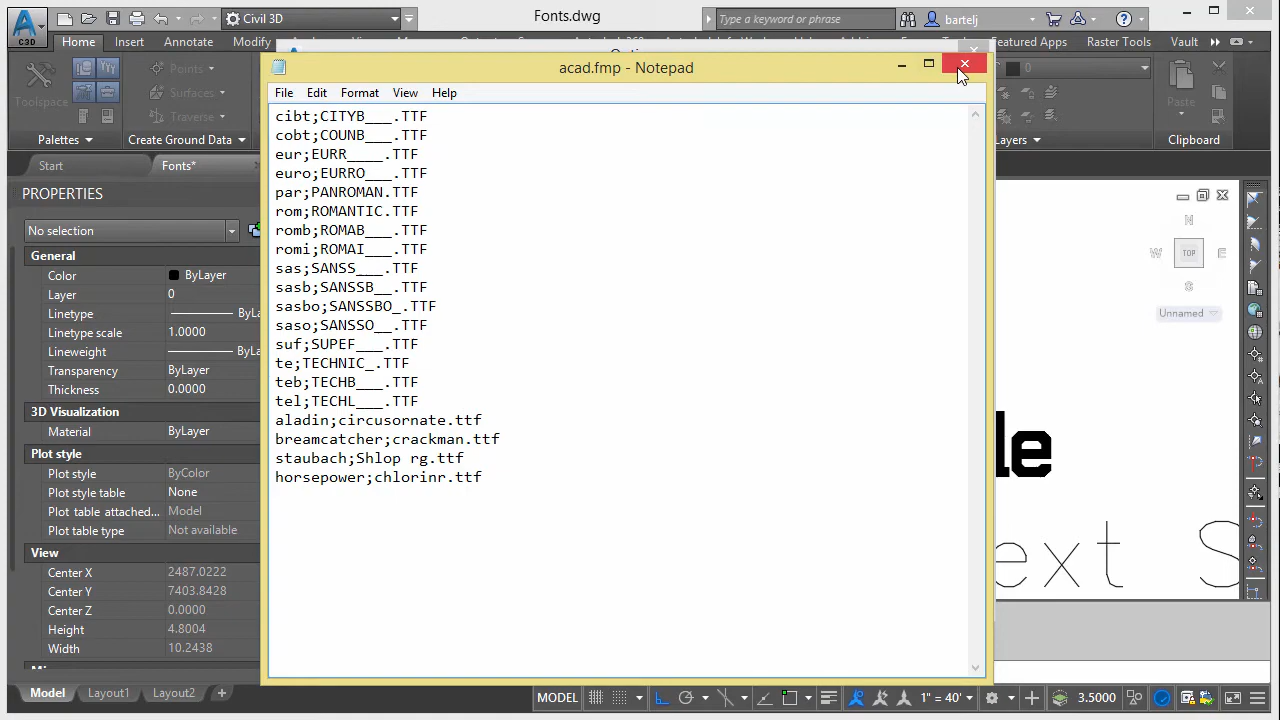 Civil 3D
Fonts.dwg
Type a keyword or phrase
bartelj
C3D
Home
Insert
Annotate
Modify
Featured Apps
Raster Tools
Vault
acad.fmp - Notepad
File Edit Format View Help
cibt;CITYB___.TTF
cobt;COUNB___.TTF
eur;EURR____.TTF
euro;EURRO___.TTF
par;PANROMAN.TTF
rom;ROMANTIC.TTF
romb;ROMAB___.TTF
romi;ROMAI___.TTF
sas;SANSS___.TTF
sasb;SANSSB__.TTF
sasbo;SANSSBO_.TTF
saso;SANSSO__.TTF
suf;SUPEF___.TTF
te;TECHNIC_.TTF
teb;TECHB___.TTF
tel;TECHL___.TTF
aladin;circusornate.ttf
breamcatcher;crackman.ttf
staubach;Shlop rg.ttf
horsepower;chlorinr.ttf
Toolspace
Points
Surfaces
Traverse
Palettes
Create Ground Data
0
Paste
Layers
Clipboard
Start
Fonts*
PROPERTIES
No selection
General
Color ByLayer
Layer 0
Linetype ByL
Linetype scale 1.0000
Lineweight ByL
Transparency ByLayer
Thickness 0.0000
3D Visualization
Material ByLayer
Plot style
Plot style ByColor
Plot style table None
Plot table attached... Model
Plot table type Not available
View
Center X 2487.0222
Center Y 7403.8428
Center Z 0.0000
Height 4.8004
Width 10.2438
N
W TOP E
S
Unnamed
le
ext S
Model Layout1 Layout2 +
MODEL
1" = 40'
3.5000